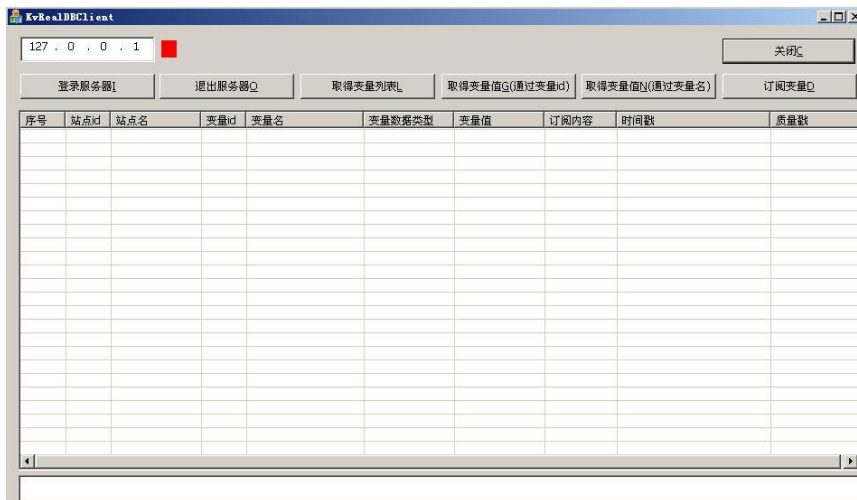 KvRealDBClient
127 . 0 . 0 . 1
关闭C
登录服务器I 退出服务器O 取得变量列表L 取得变量值G(通过变量id) 取得变量值N(通过变量名) 订阅变量D
序号 站点id 站点名 变量id 变量名 变量数据类型 变量值 订阅内容 时间戳 质量戳